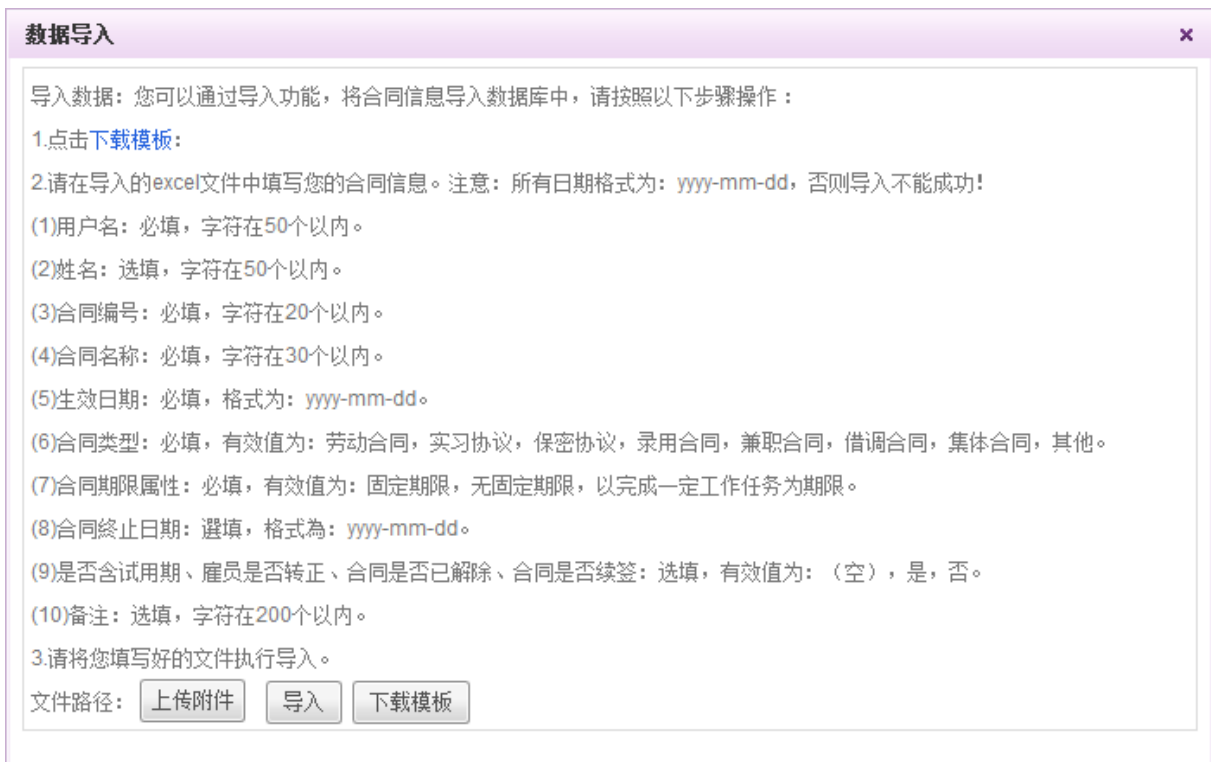 数据导入
导入数据：您可以通过导入功能，将合同信息导入数据库中，请按照以下步骤操作：
1.点击下载模板：
2.请在导入的excel文件中填写您的合同信息。注意：所有日期格式为：yyyy-mm-dd，否则导入不能成功！
(1)用户名：必填，字符在50个以内。
(2)姓名：选填，字符在50个以内。
(3)合同编号：必填，字符在20个以内。
(4)合同名称：必填，字符在30个以内。
(5)生效日期：必填，格式为：yyyy-mm-dd。
(6)合同类型：必填，有效值为：劳动合同，实习协议，保密协议，录用合同，兼职合同，借调合同，集体合同，其他。
(7)合同期限属性：必填，有效值为：固定期限，无固定期限，以完成一定工作任务为期限。
(8)合同终止日期：選填，格式為：yyyy-mm-dd。
(9)是否含试用期、雇员是否转正、合同是否已解除、合同是否续签：选填，有效值为：（空），是，否。
(10)备注：选填，字符在200个以内。
3.请将您填写好的文件执行导入。
文件路径： 上传附件 导入 下载模板